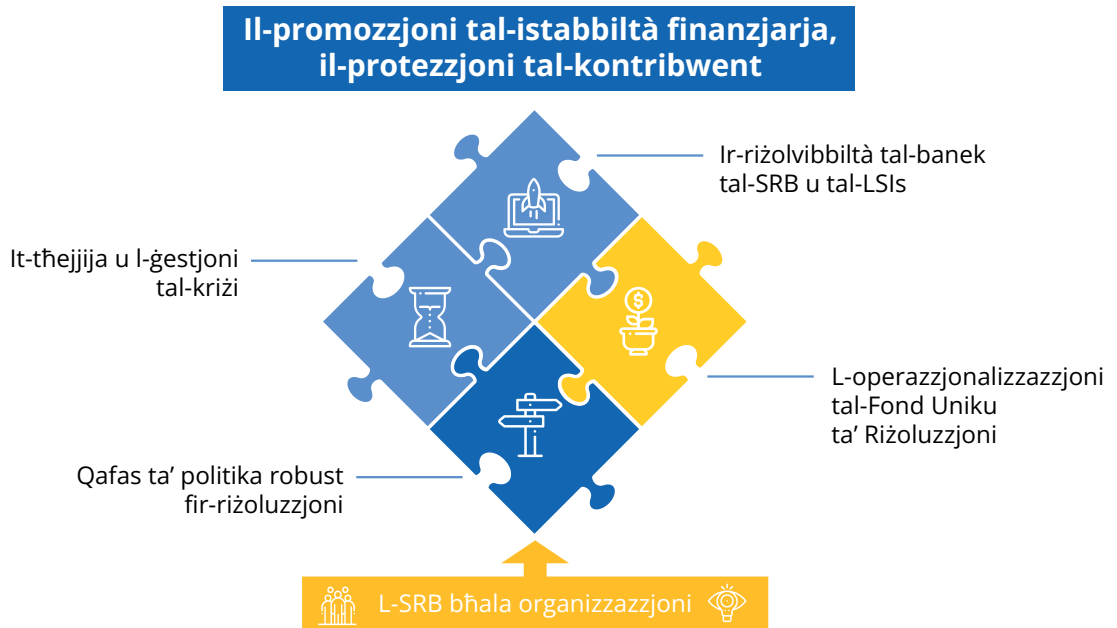 Il-promozzjoni tal-istabbiltà finanzjarja,
il-protezzjoni tal-kontribwent
Ir-riżolvibbiltà tal-banek
tal-SRB u tal-LSIs
It-tħejjija u l-ġestjoni
tal-kriżi
L-operazzjonalizzazzjoni
tal-Fond Uniku
ta’ Riżoluzzjoni
Qafas ta’ politika robust
fir-riżoluzzjoni
L-SRB bħala organizzazzjoni